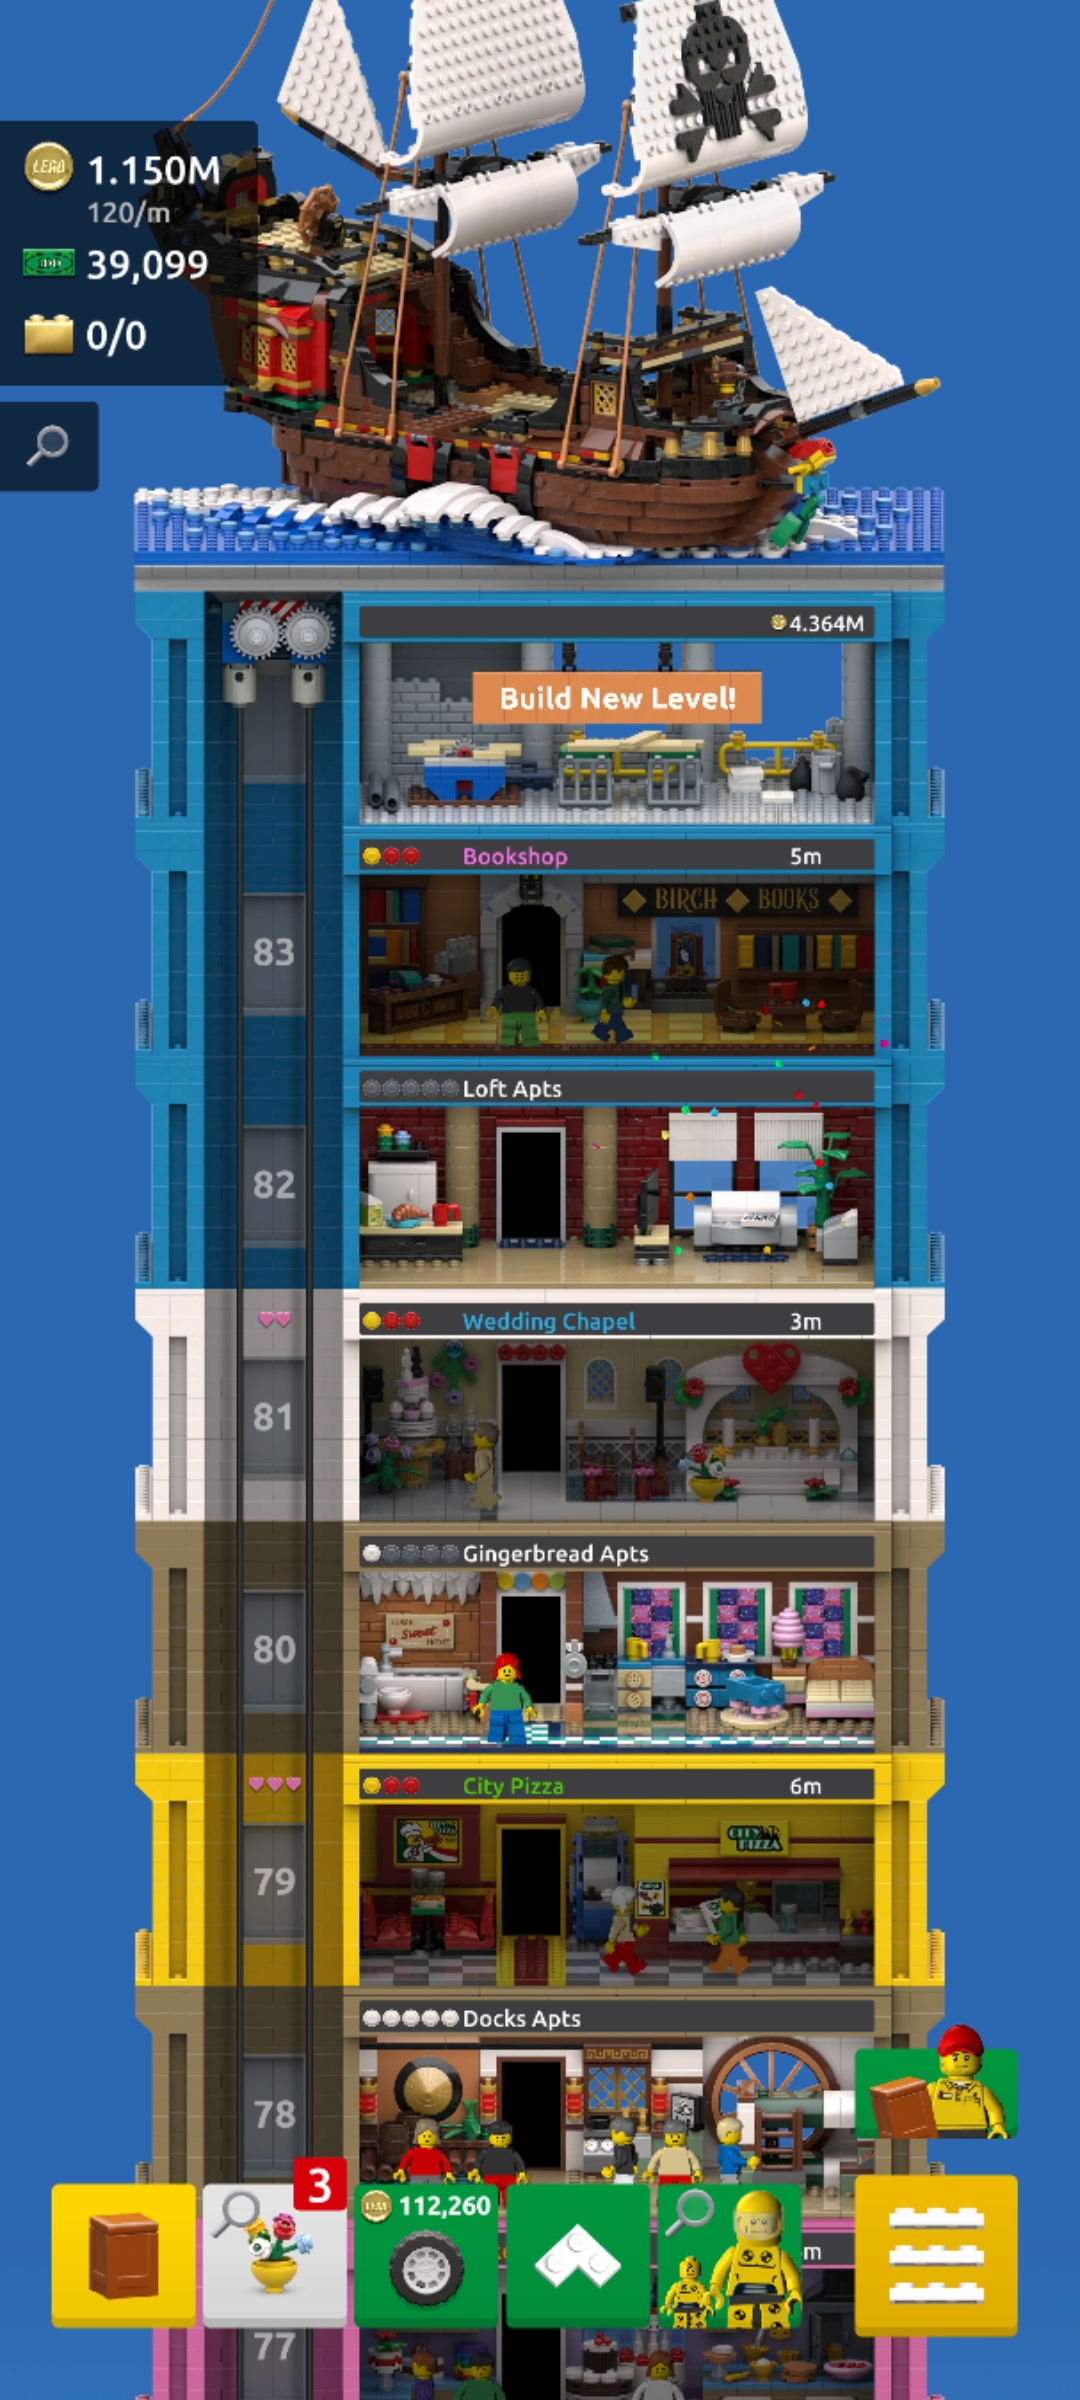 LEGO
1.150M
120/m
39,099
0/0
4.364M
Build New Level!
Bookshop 5m
BIRCH BOOKS
83
Loft Apts
82
Wedding Chapel 3m
81
Gingerbread Apts
Sweet
80
City Pizza 6m
CITY
PIZZA
79
Docks Apts
78
3
112,260
m
77